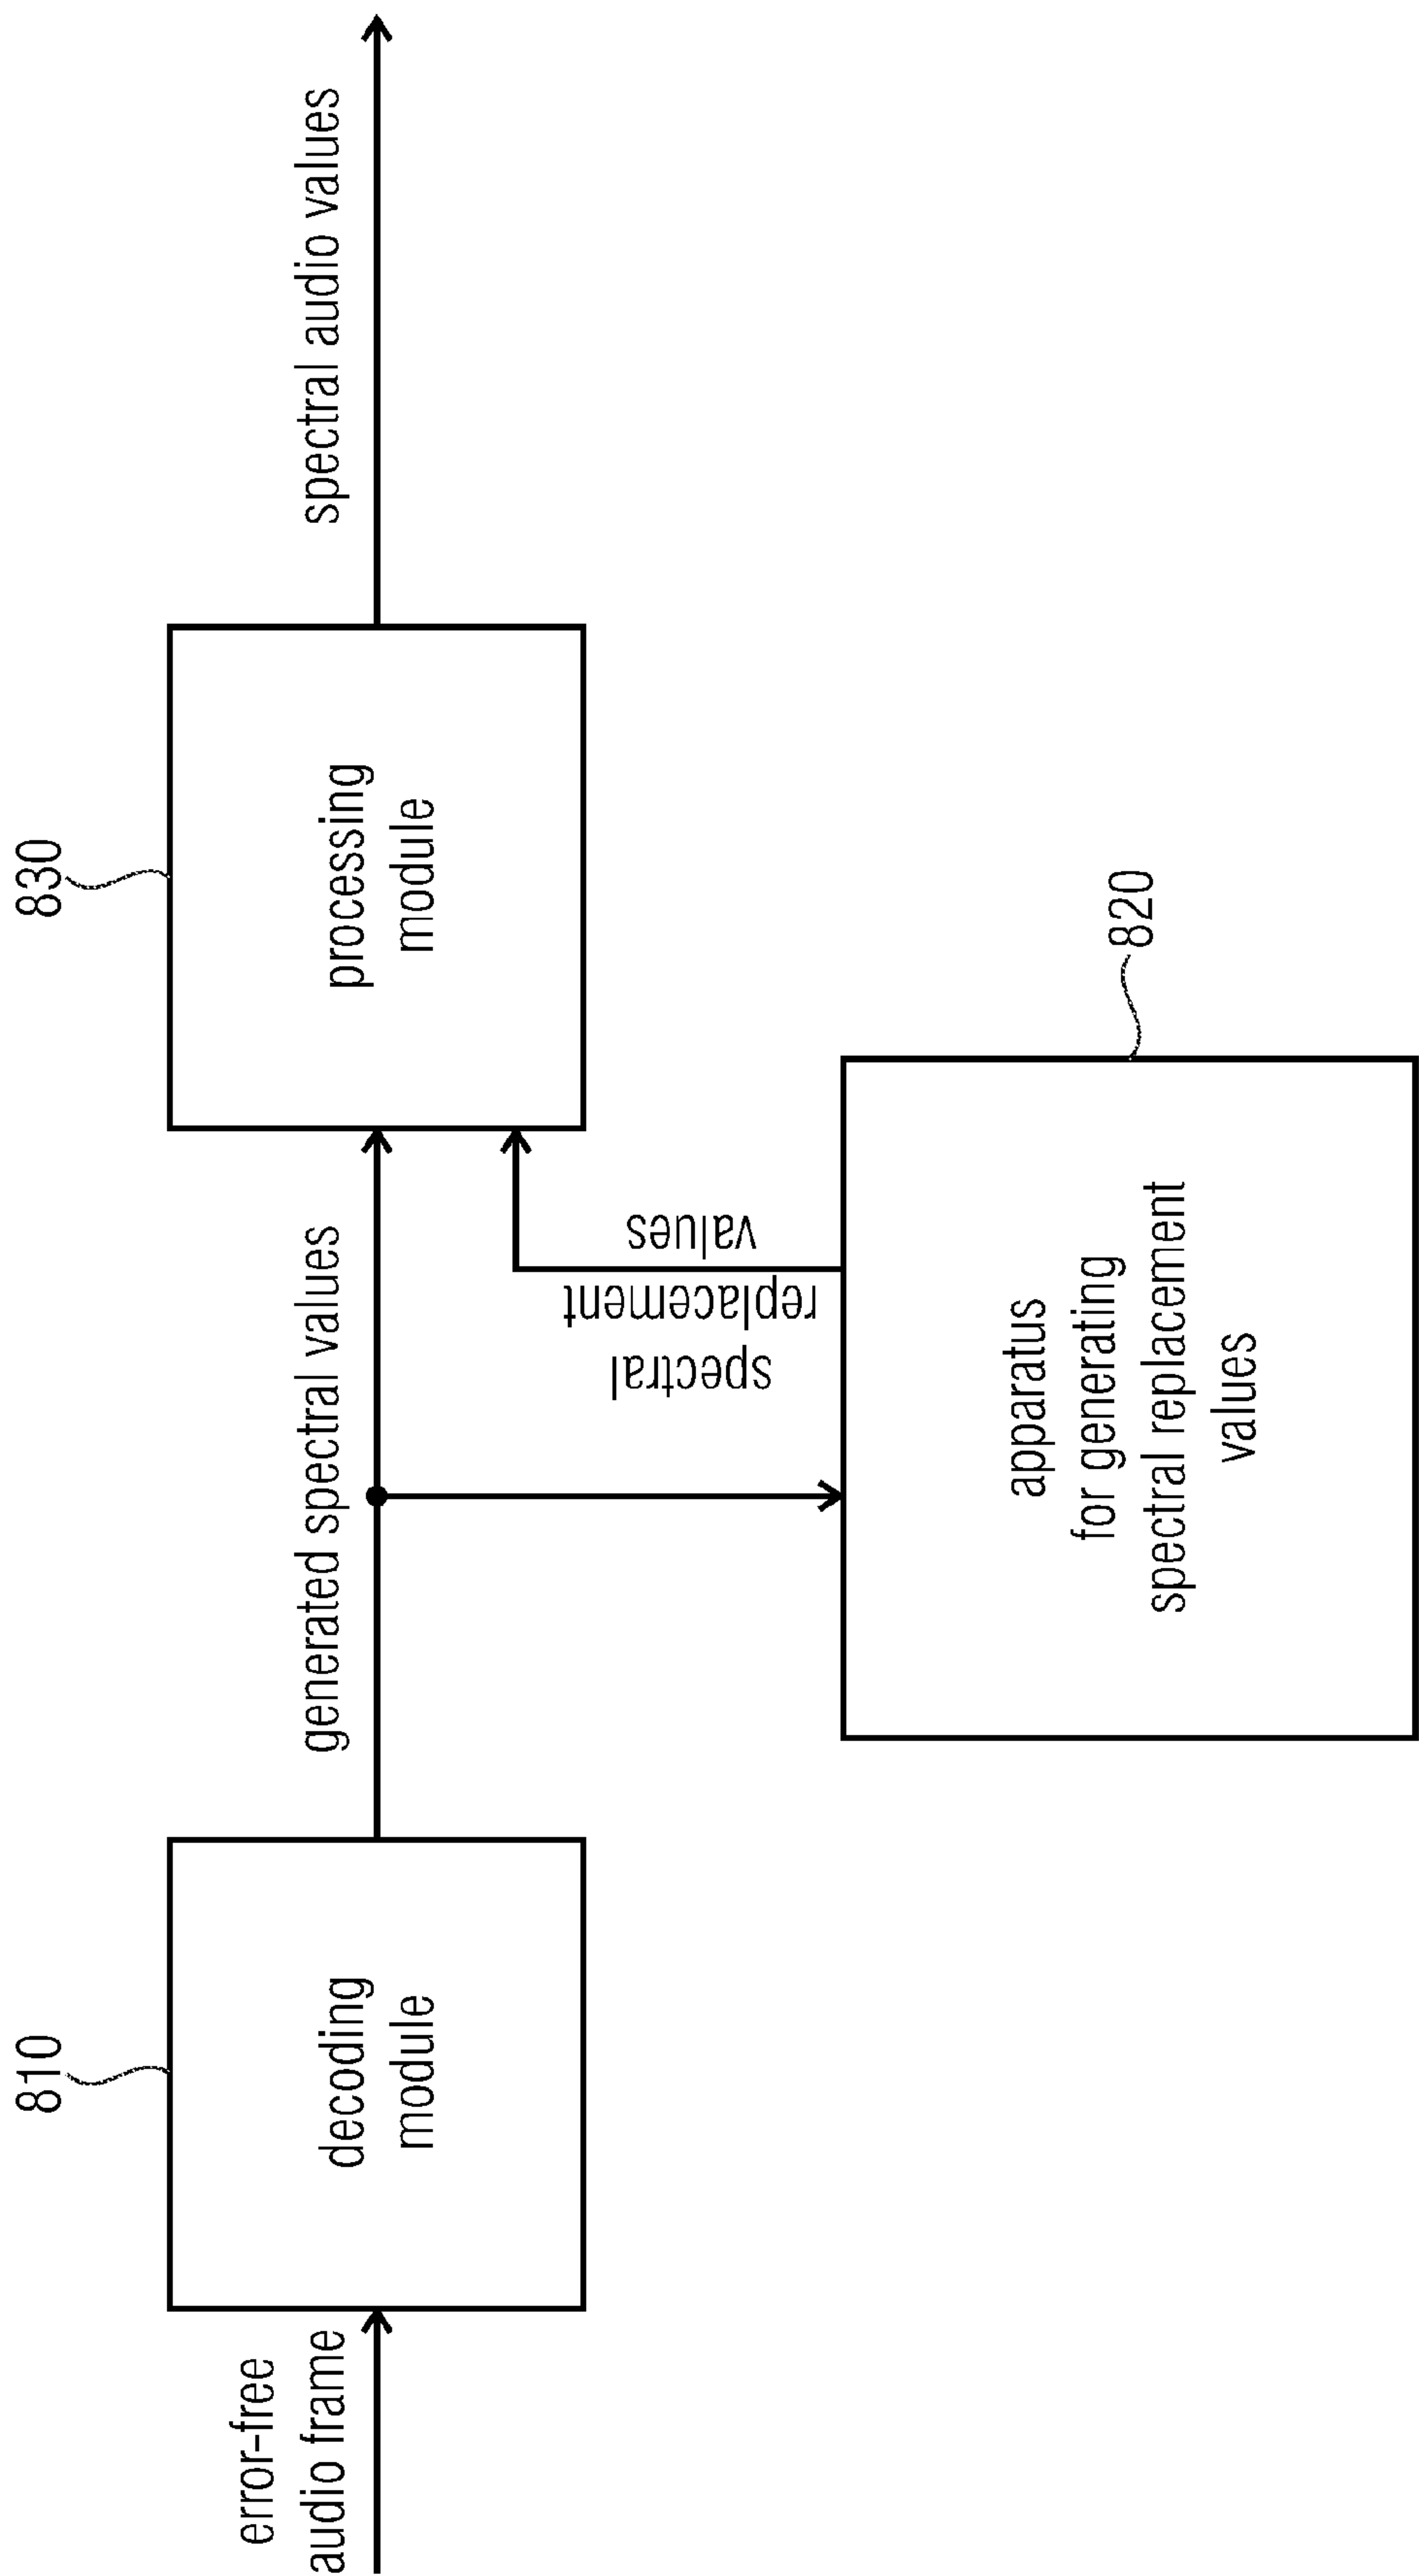 810
830
error-free
audio frame
decoding
module
generated spectral values
processing
module
spectral audio values
spectral
replacement
values
820
apparatus
for generating
spectral replacement
values